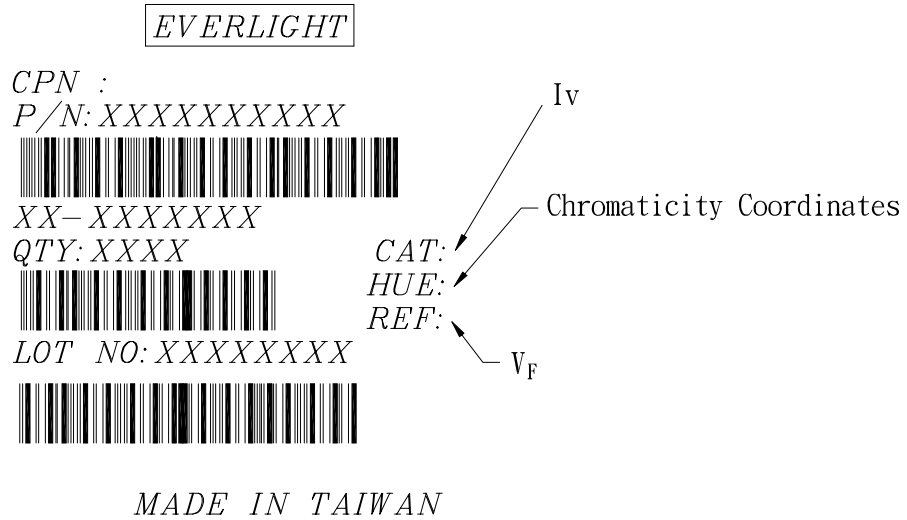 EVERLIGHT
CPN :
P/N: XXXXXXXXXX
Iv
XX-XXXXXXX
Chromaticity Coordinates
QTY: XXXX
CAT:
HUE:
REF:
LOT NO: XXXXXXXX
VF
MADE IN TAIWAN